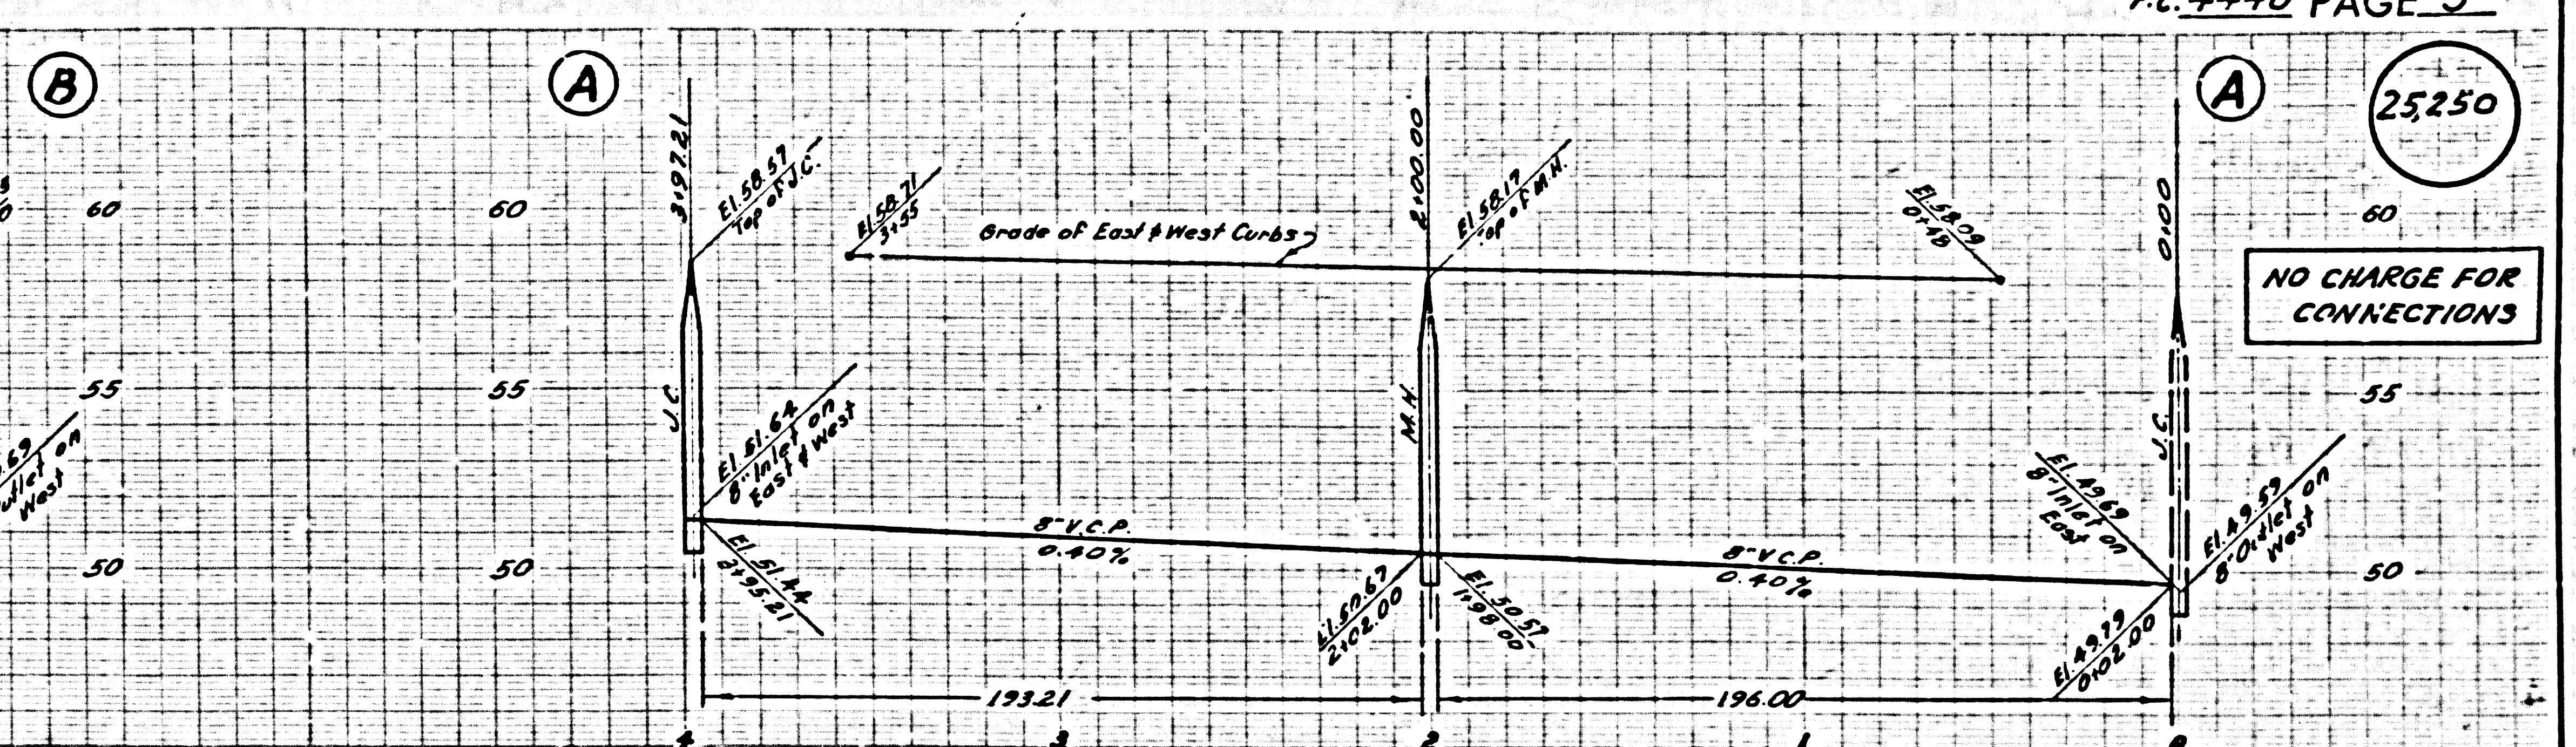 F.C. 4440 PAGE 5
B
A
A
25,250
3+97.21
2+00.00
0+00
El. 58.57
Top of J.C.
El. 58.71
3+55
Grade of East & West Curbs
El. 58.17
Top of M.H.
El. 58.09
0+48
60
60
60
NO CHARGE FOR
CONNECTIONS
55
55
55
J.C.
M.H.
J.C.
.69
utlet on
West
El. 51.64
8" Inlet on
East & West
El. 49.69
8" Inlet on
East
El. 49.59
8" Outlet on
West
8" V.C.P.
0.40%
8" V.C.P.
0.40%
50
50
50
El. 51.44
3+95.21
El. 50.67
2+02.00
El. 50.57
1+98.00
El. 49.79
0+02.00
193.21
196.00
4
3
2
1
0